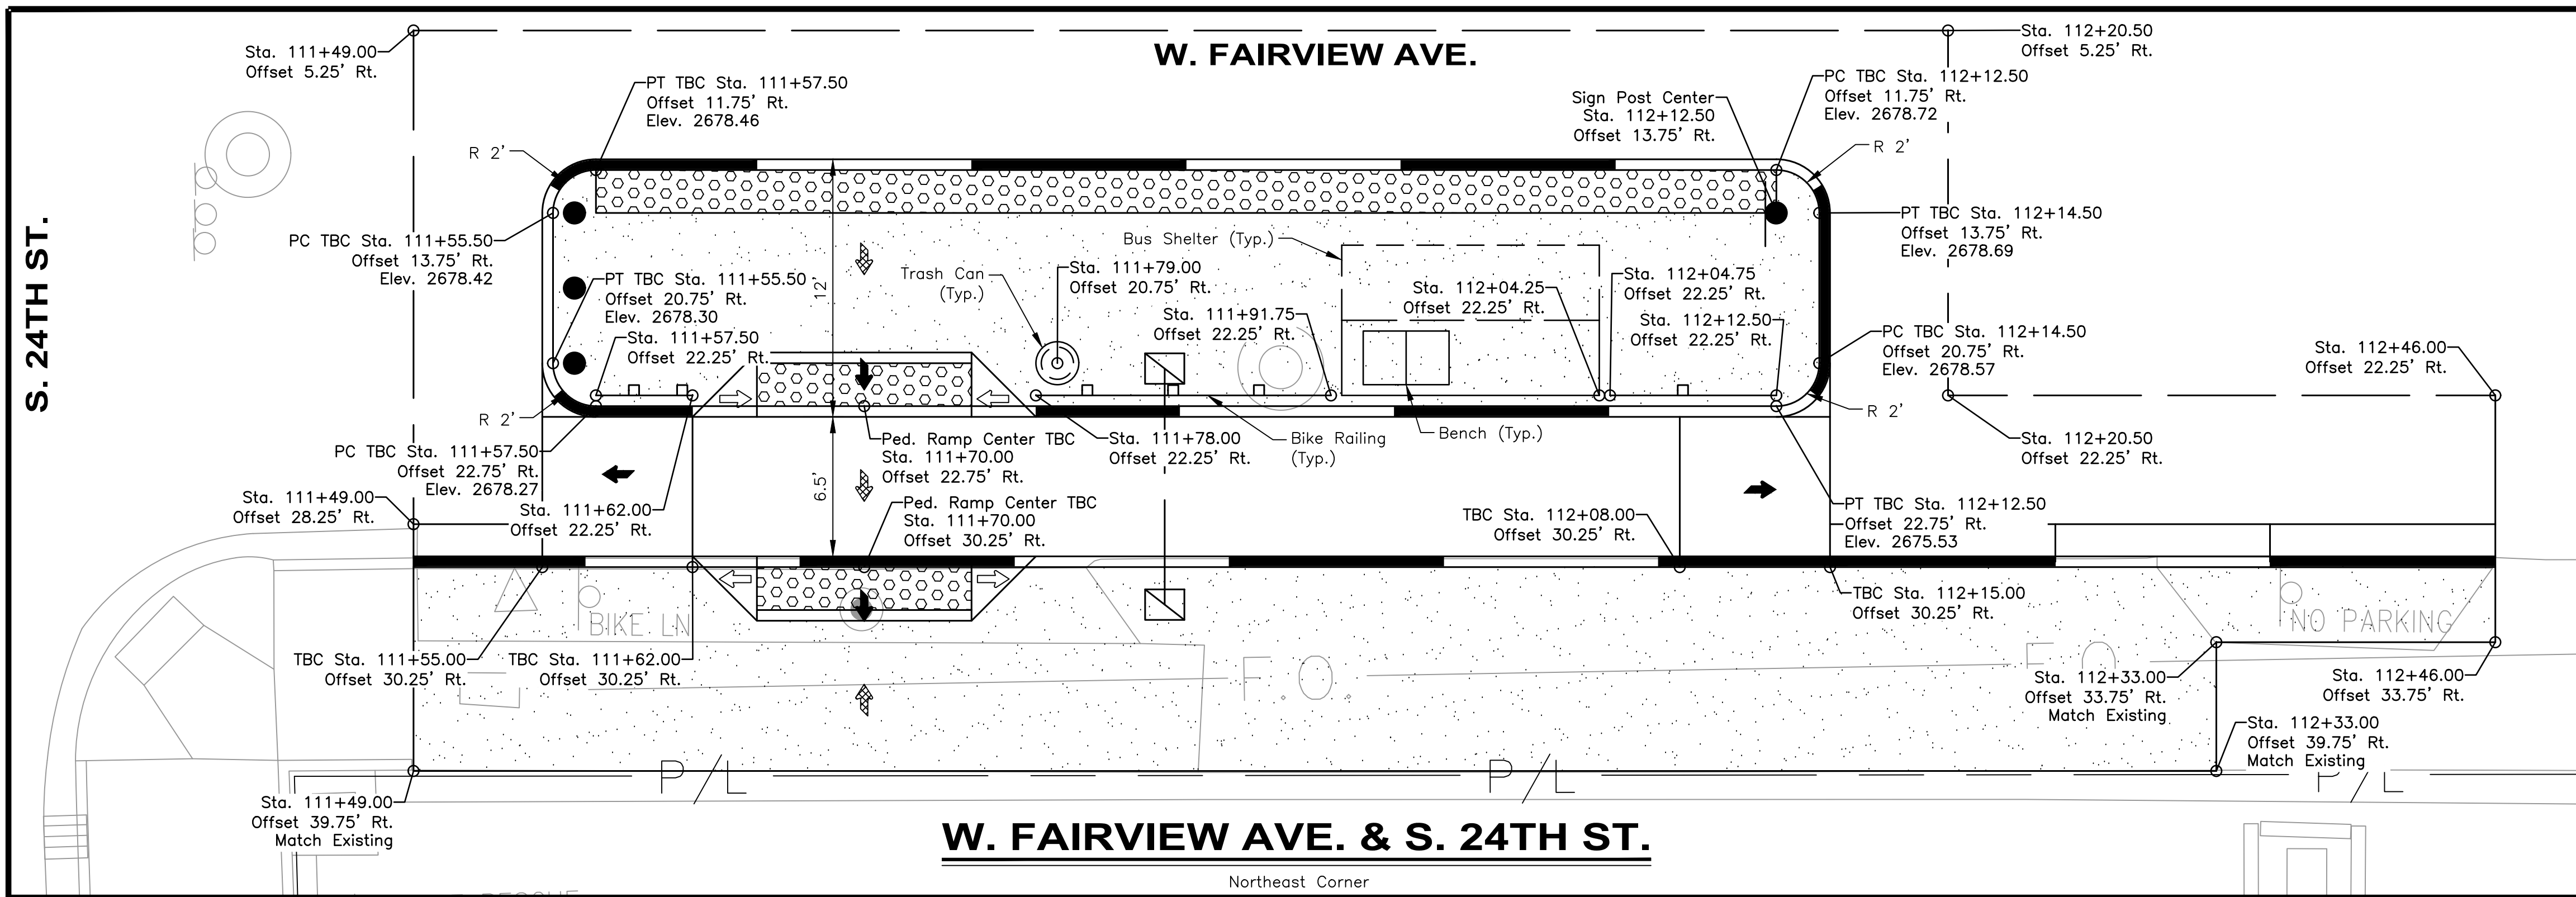 Sta. 111+49.00
Offset 5.25' Rt.
W. FAIRVIEW AVE.
Sta. 112+20.50
Offset 5.25' Rt.
PT TBC Sta. 111+57.50
Offset 11.75' Rt.
Elev. 2678.46
Sign Post Center
Sta. 112+12.50
Offset 13.75' Rt.
PC TBC Sta. 112+12.50
Offset 11.75' Rt.
Elev. 2678.72
R 2'
R 2'
S. 24TH ST.
PC TBC Sta. 111+55.50
Offset 13.75' Rt.
Elev. 2678.42
PT TBC Sta. 112+14.50
Offset 13.75' Rt.
Elev. 2678.69
Bus Shelter (Typ.)
PT TBC Sta. 111+55.50
Offset 20.75' Rt.
Elev. 2678.30
12'
Trash Can
(Typ.)
Sta. 111+79.00
Offset 20.75' Rt.
Sta. 112+04.25
Offset 22.25' Rt.
Sta. 112+04.75
Offset 22.25' Rt.
Sta. 111+57.50
Offset 22.25' Rt.
Sta. 111+91.75
Offset 22.25' Rt.
Sta. 112+12.50
Offset 22.25' Rt.
PC TBC Sta. 112+14.50
Offset 20.75' Rt.
Elev. 2678.57
Sta. 112+46.00
Offset 22.25' Rt.
R 2'
R 2'
PC TBC Sta. 111+57.50
Offset 22.75' Rt.
Elev. 2678.27
Ped. Ramp Center TBC
Sta. 111+70.00
Offset 22.75' Rt.
Sta. 111+78.00
Offset 22.25' Rt.
Bike Railing
(Typ.)
Bench (Typ.)
Sta. 112+20.50
Offset 22.25' Rt.
6.5'
Sta. 111+49.00
Offset 28.25' Rt.
Sta. 111+62.00
Offset 22.25' Rt.
Ped. Ramp Center TBC
Sta. 111+70.00
Offset 30.25' Rt.
TBC Sta. 112+08.00
Offset 30.25' Rt.
PT TBC Sta. 112+12.50
Offset 22.75' Rt.
Elev. 2675.53
BIKE LN
TBC Sta. 112+15.00
Offset 30.25' Rt.
NO PARKING
TBC Sta. 111+55.00
Offset 30.25' Rt.
TBC Sta. 111+62.00
Offset 30.25' Rt.
F.O.
F O
Sta. 112+33.00
Offset 33.75' Rt.
Match Existing
Sta. 112+46.00
Offset 33.75' Rt.
Sta. 112+33.00
Offset 39.75' Rt.
Match Existing
P/L
P/L
P/L
Sta. 111+49.00
Offset 39.75' Rt.
Match Existing
W. FAIRVIEW AVE. & S. 24TH ST.
Northeast Corner